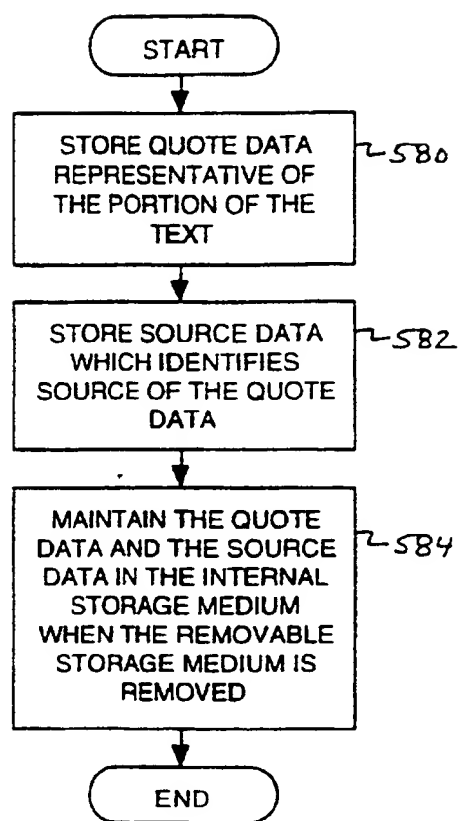 START
STORE QUOTE DATA
REPRESENTATIVE OF
THE PORTION OF THE
TEXT
580
STORE SOURCE DATA
WHICH IDENTIFIES
SOURCE OF THE QUOTE
DATA
582
MAINTAIN THE QUOTE
DATA AND THE SOURCE
DATA IN THE INTERNAL
STORAGE MEDIUM
WHEN THE REMOVABLE
STORAGE MEDIUM IS
REMOVED
584
END